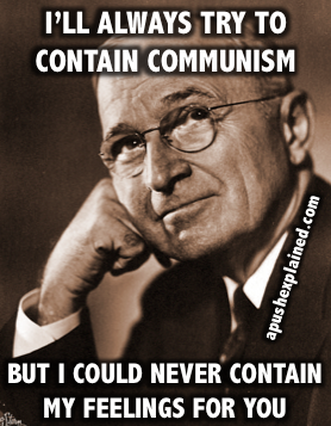 I'LL ALWAYS TRY TO
CONTAIN COMMUNISM
apushexplained.com
BUT I COULD NEVER CONTAIN
MY FEELINGS FOR YOU